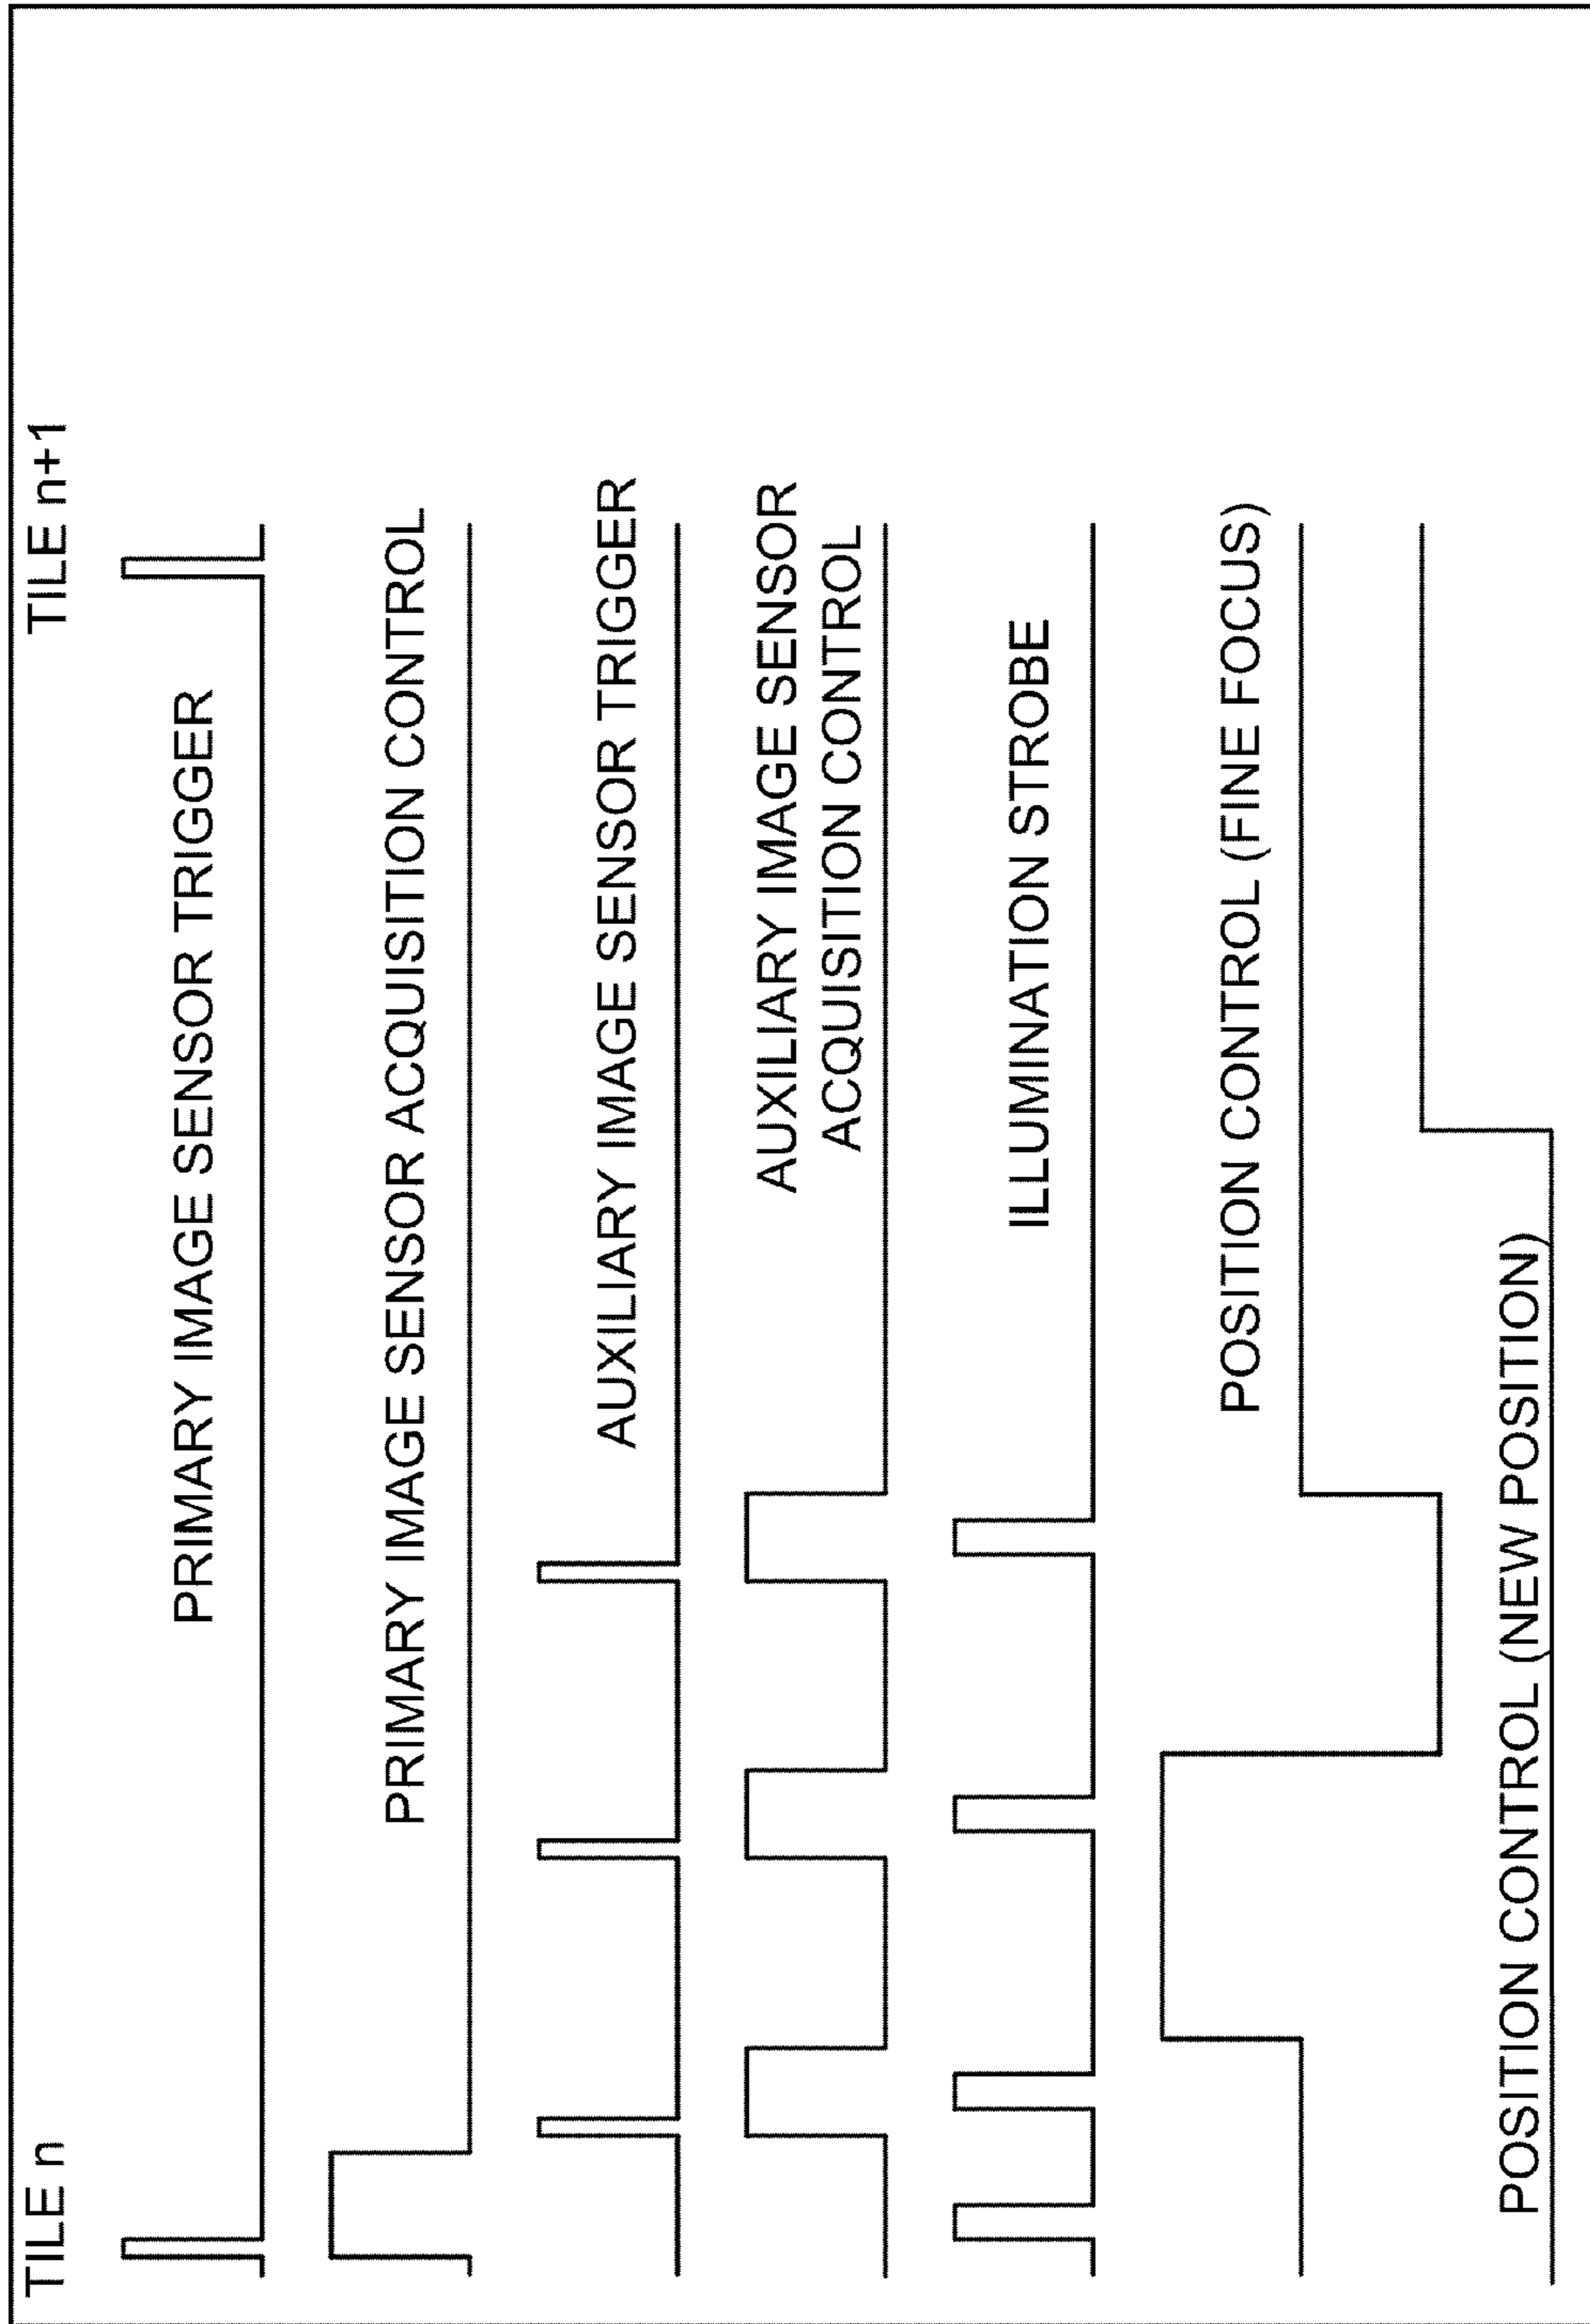 TILE n
TILE n+1
PRIMARY IMAGE SENSOR TRIGGER
PRIMARY IMAGE SENSOR ACQUISITION CONTROL
AUXILIARY IMAGE SENSOR TRIGGER
AUXILIARY IMAGE SENSOR
ACQUISITION CONTROL
ILLUMINATION STROBE
POSITION CONTROL (FINE FOCUS)
POSITION CONTROL (NEW POSITION)